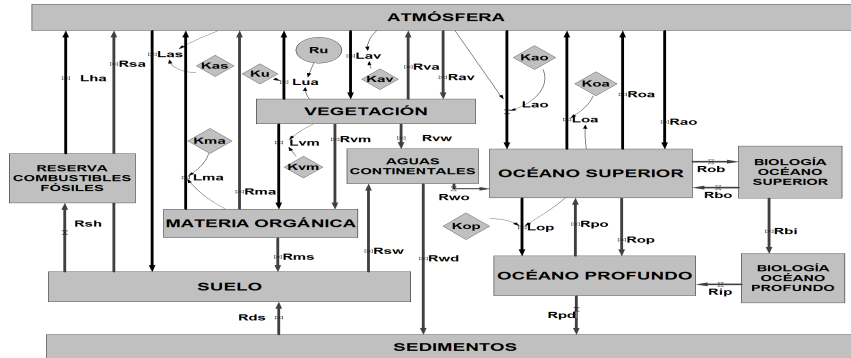 ATMÓSFERA
Lha
Rsa
Las
Kas
Ku
Ru
Lua
Lav
Kav
Rva
Rav
Kao
Lao
Koa
Loa
Roa
Rao
VEGETACIÓN
Kma
Lma
Rma
Lvm
Kvm
Rvm
Rvw
RESERVA
COMBUSTIBLES
FÓSILES
AGUAS
CONTINENTALES
OCÉANO SUPERIOR
Rob
Rbo
BIOLOGÍA
OCÉANO
SUPERIOR
Rwo
MATERIA ORGÁNICA
Rsh
Rms
Rsw
Rwd
Kop
Lop
Rpo
Rop
Rbi
SUELO
OCÉANO PROFUNDO
Rip
BIOLOGÍA
OCÉANO
PROFUNDO
Rds
Rpd
SEDIMENTOS